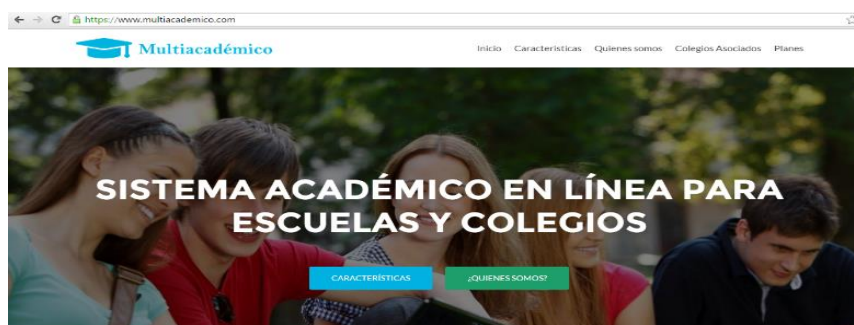 https://www.multiacademico.com
Multiacadémico
Inicio Caracteristicas Quienes somos Colegios Asociados Planes
SISTEMA ACADÉMICO EN LÍNEA PARA
ESCUELAS Y COLEGIOS
CARACTERÍSTICAS ¿QUIENES SOMOS?